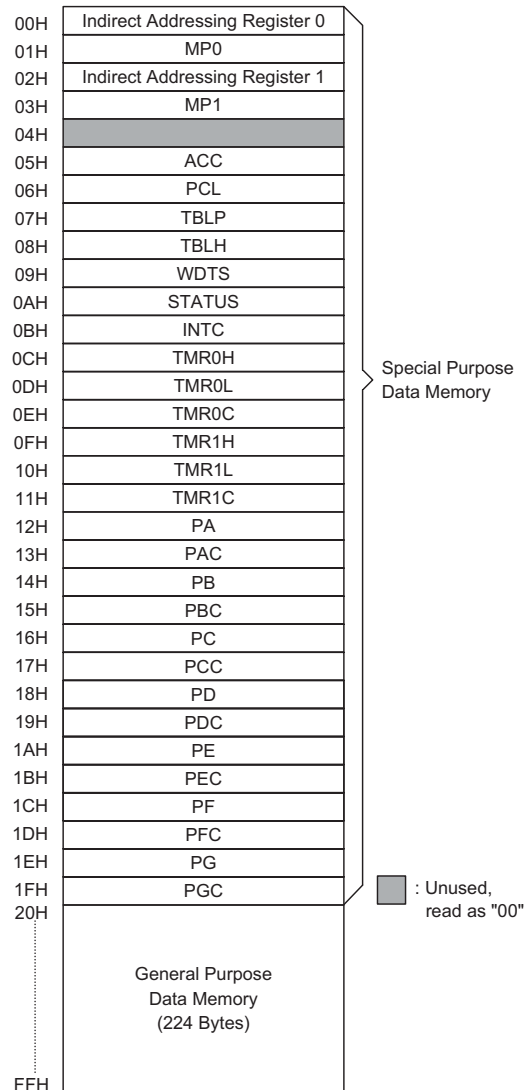 00H Indirect Addressing Register 0
01H MP0
02H Indirect Addressing Register 1
03H MP1
04H
05H ACC
06H PCL
07H TBLP
08H TBLH
09H WDTS
0AH STATUS
0BH INTC
0CH TMR0H
0DH TMR0L
0EH TMR0C
0FH TMR1H
10H TMR1L
11H TMR1C
12H PA
13H PAC
14H PB
15H PBC
16H PC
17H PCC
18H PD
19H PDC
1AH PE
1BH PEC
1CH PF
1DH PFC
1EH PG
1FH PGC
20H
General Purpose
Data Memory
(224 Bytes)
FFH
Special Purpose
Data Memory
: Unused,
read as "00"